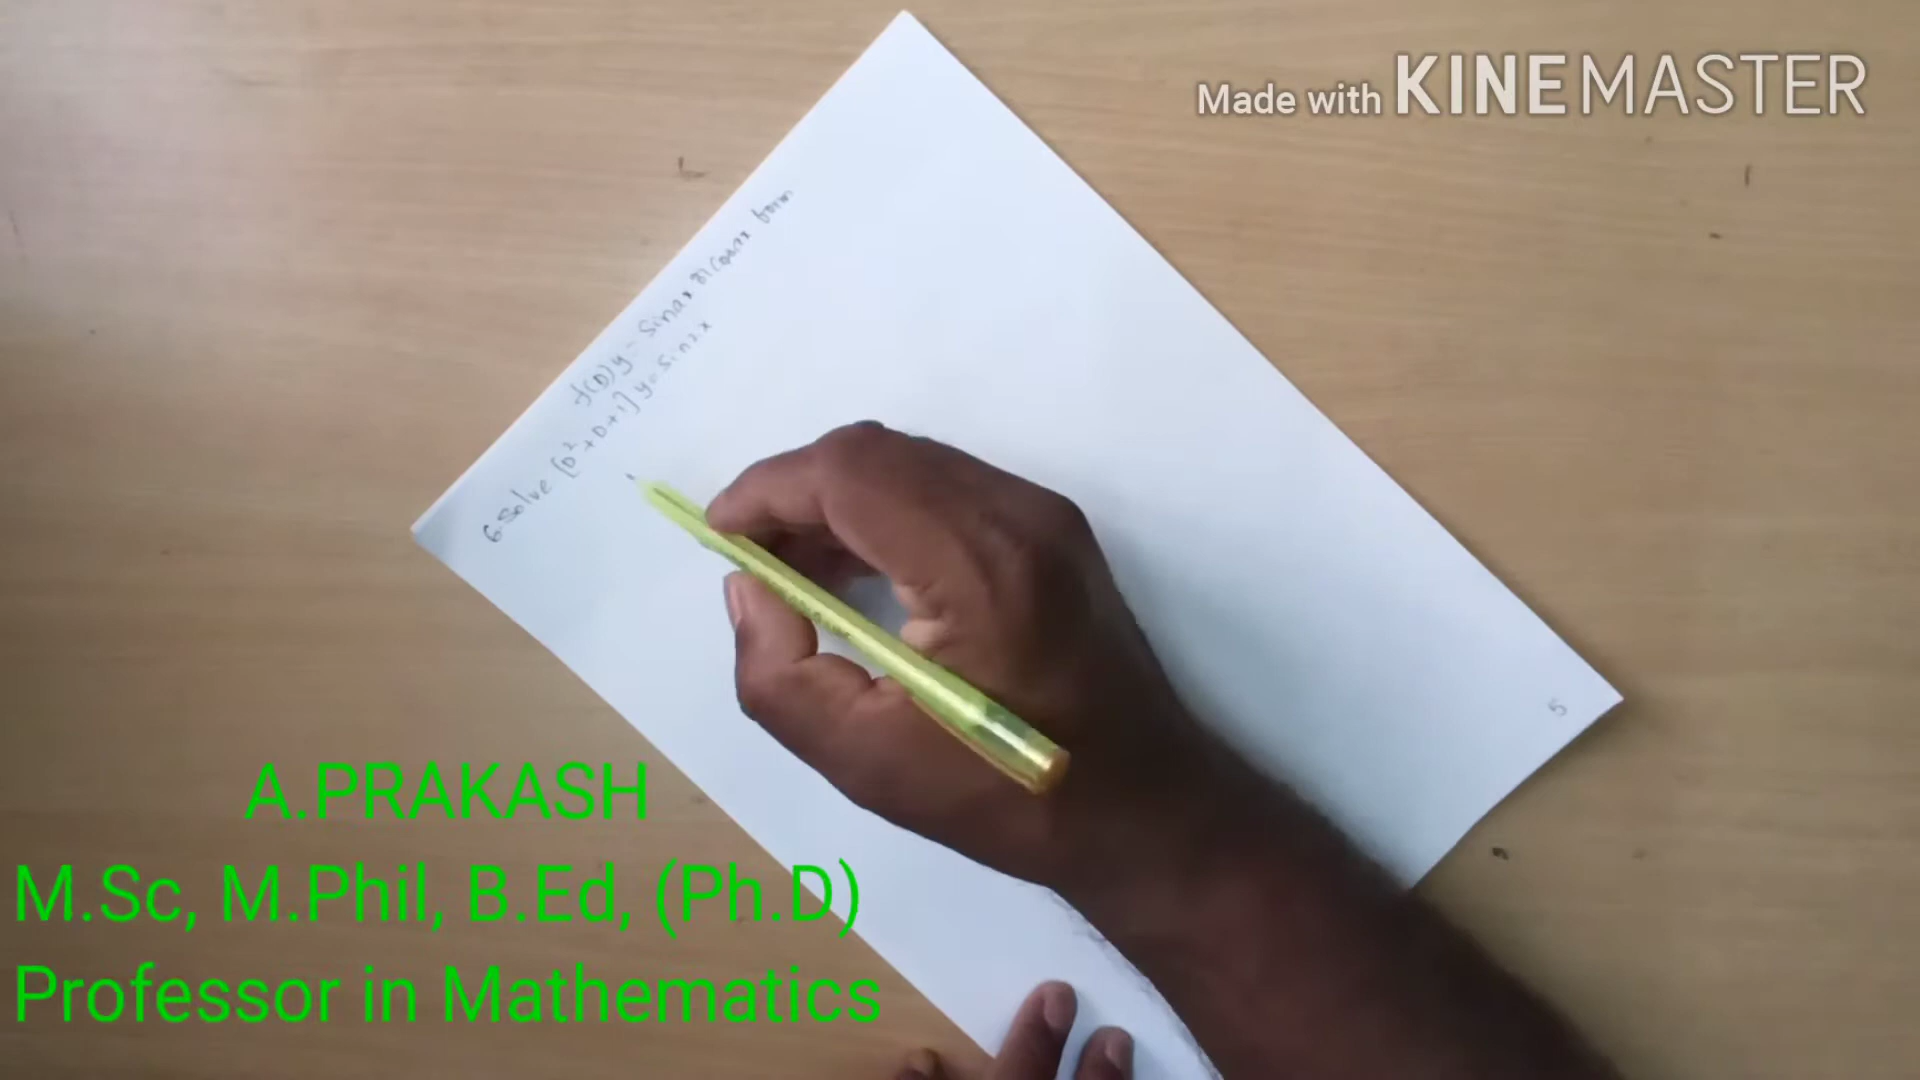 Made with KINEMASTER
f(D)y = Sinax or Cosax form
6. Solve [D²+D+1]y = Sin2x
5
A.PRAKASH
M.Sc, M.Phil, B.Ed, (Ph.D)
Professor in Mathematics